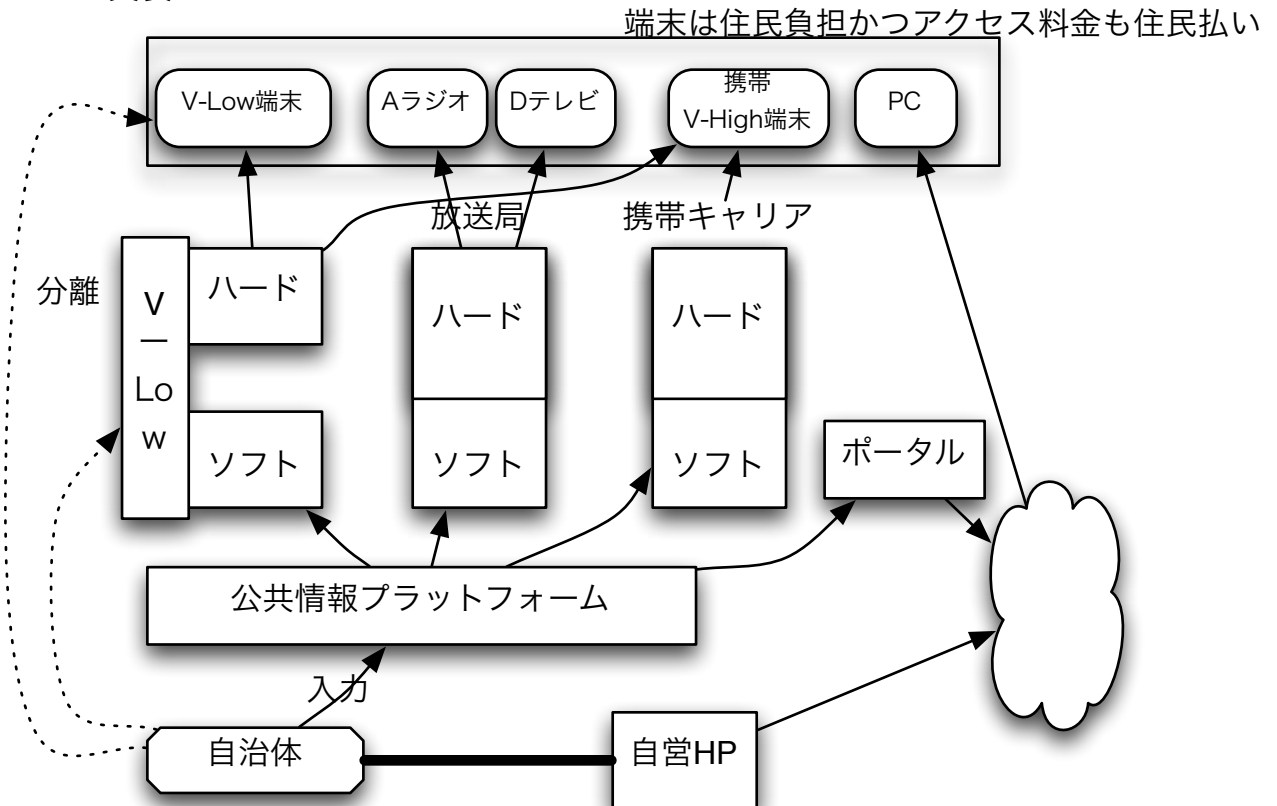 端末は住民負担かつアクセス料金も住民払い
V-Low端末
Aラジオ
Dテレビ
携帯
V-High端末
PC
放送局
携帯キャリア
分離
V
ー
Lo
w
ハード
ハード
ハード
ソフト
ソフト
ソフト
ポータル
公共情報プラットフォーム
入力
自治体
自営HP